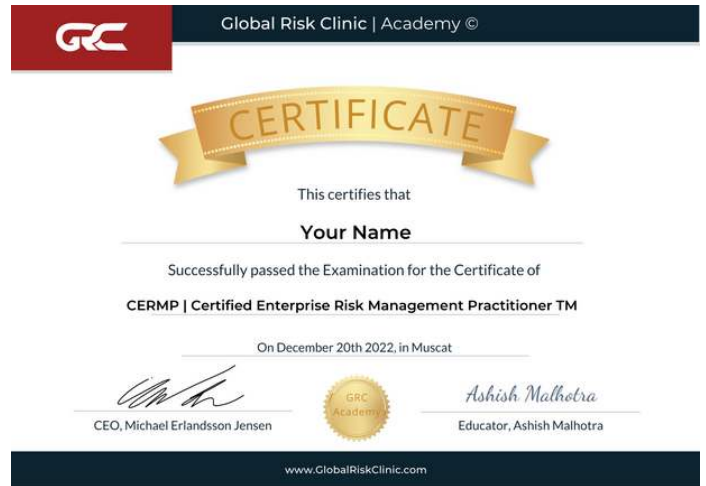 GRC
Global Risk Clinic | Academy ©
CERTIFICATE
This certifies that
Your Name
Successfully passed the Examination for the Certificate of
CERMP | Certified Enterprise Risk Management Practitioner TM
On December 20th 2022, in Muscat
Ashish Malhotra
GRC
Academy
CEO, Michael Erlandsson Jensen
Educator, Ashish Malhotra
www.GlobalRiskClinic.com